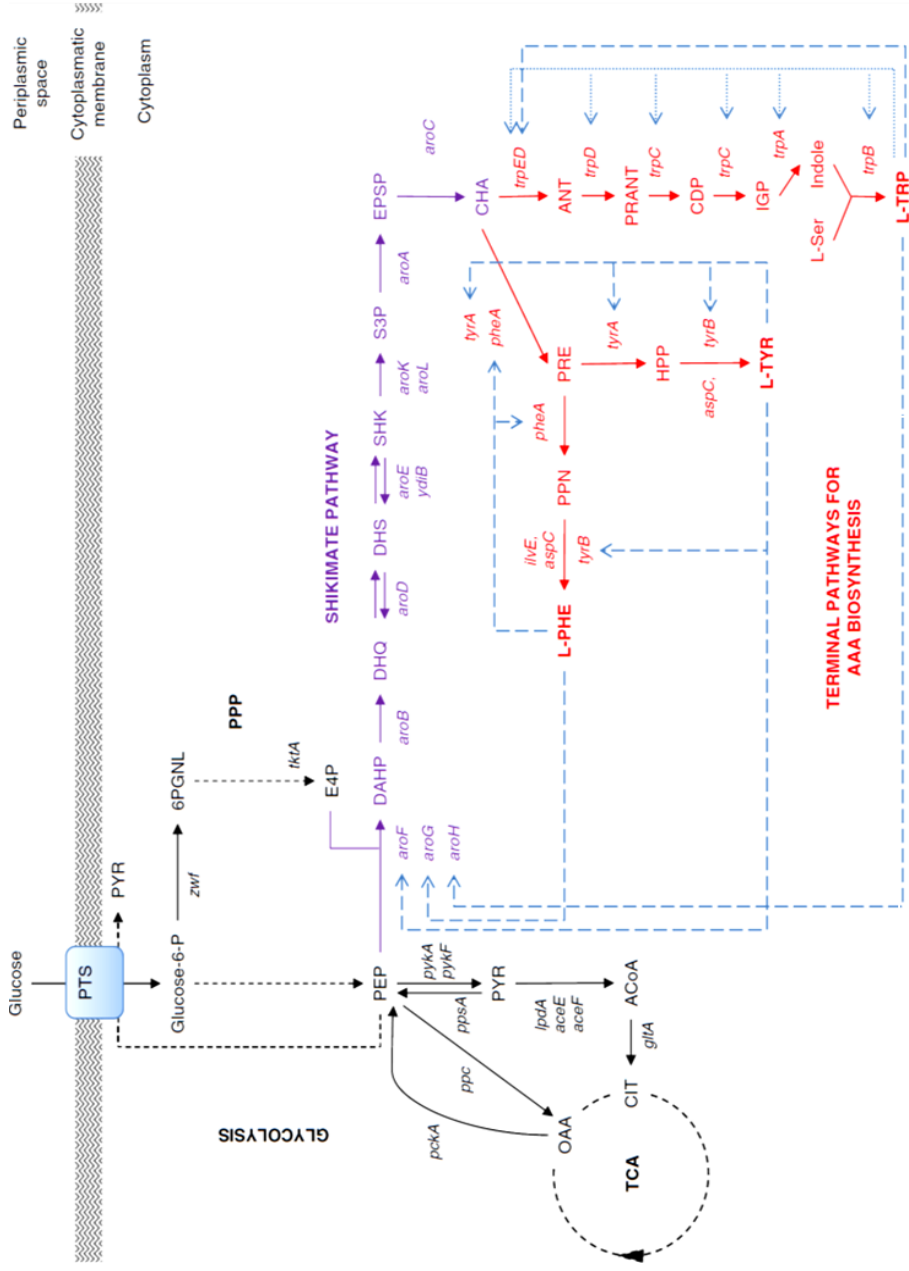 Periplasmic
space
Cytoplasmatic
membrane
Cytoplasm
Glucose
PTS
PYR
Glucose-6-P
zwf
6PGNL
PPP
tktA
E4P
GLYCOLYSIS
PEP
DAHP
aroB
DHQ
aroD
DHS
aroE
ydiB
SHK
aroK
aroL
S3P
aroA
EPSP
aroC
SHIKIMATE PATHWAY
aroF
aroG
aroH
pykA
pykF
ppsA
PYR
ppc
pckA
lpdA
aceE
aceF
ACoA
gltA
CIT
OAA
TCA
CHA
trpED
ANT
trpD
PRANT
trpC
CDP
trpC
IGP
trpA
Indole
L-Ser
trpB
L-TRP
tyrA
pheA
PRE
tyrA
HPP
aspC,
tyrB
L-TYR
pheA
PPN
ilvE,
aspC
tyrB
L-PHE
TERMINAL PATHWAYS FOR
AAA BIOSYNTHESIS